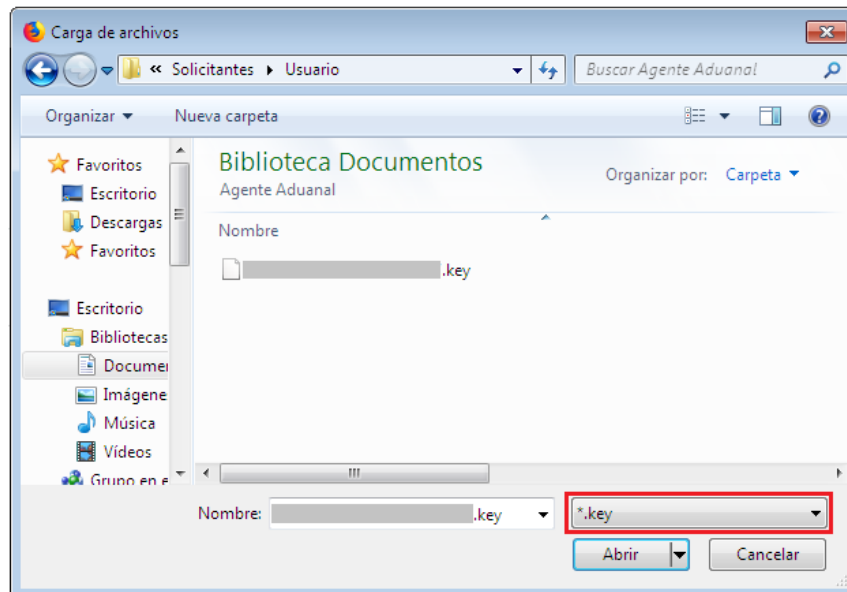 Carga de archivos
« Solicitantes Usuario
Buscar Agente Aduanal
Organizar
Nueva carpeta
Favoritos
Escritorio
Descargas
Favoritos
Escritorio
Bibliotecas
Documen
Imágene
Música
Vídeos
Grupo en e
Biblioteca Documentos
Agente Aduanal
Organizar por: Carpeta
Nombre
.key
Nombre: .key
*.key
Abrir
Cancelar